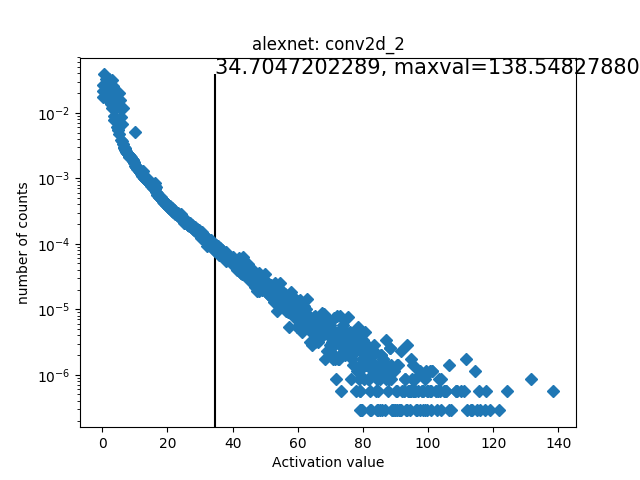 alexnet: conv2d_2
34.7047202289, maxval=138.54827880
10⁻²
10⁻³
10⁻⁴
10⁻⁵
10⁻⁶
number of counts
0 20 40 60 80 100 120 140
Activation value